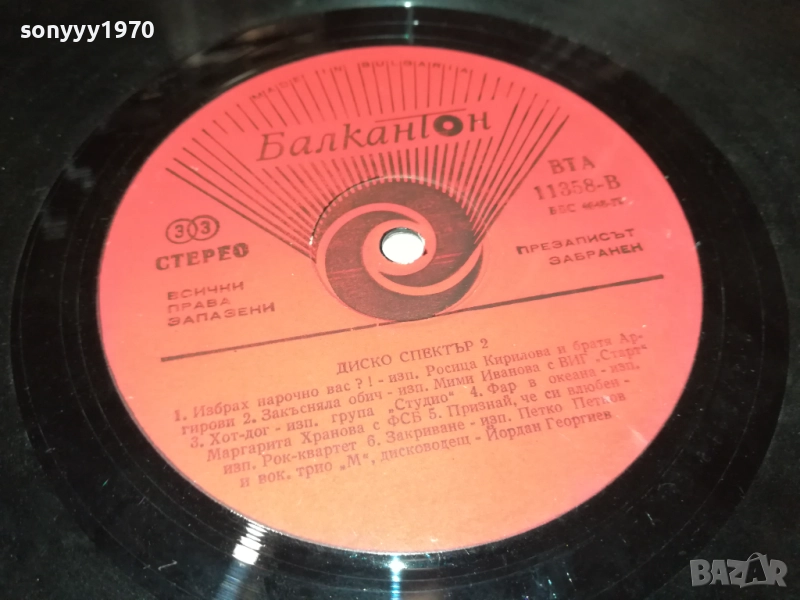 sonyyy1970
MADE IN BULGARIA
Балкантон
ВТА
11358-В
33
СТЕРЕО
ВСИЧКИ
ПРАВА
ЗАПАЗЕНИ
ПРЕЗАПИСЪТ
ЗАБРАНЕН
ДИСКО СПЕКТЪР 2
1. Избрах нарочно вас?! - изп. Росица Кирилова и братя Ар-
гирови 2. Закъсняла обич - изп. Мими Иванова с ВИГ „Старт"
3. Хот-дог - изп. група „Студио" 4. Фар в океана - изп.
Маргарита Хранова с ФСБ 5. Признай, че си влюбен -
изп. Рок-квартет 6. Закриване - изп. Петко Петков
и вок. трио „М", дисководещ - Йордан Георгиев
BAZAR